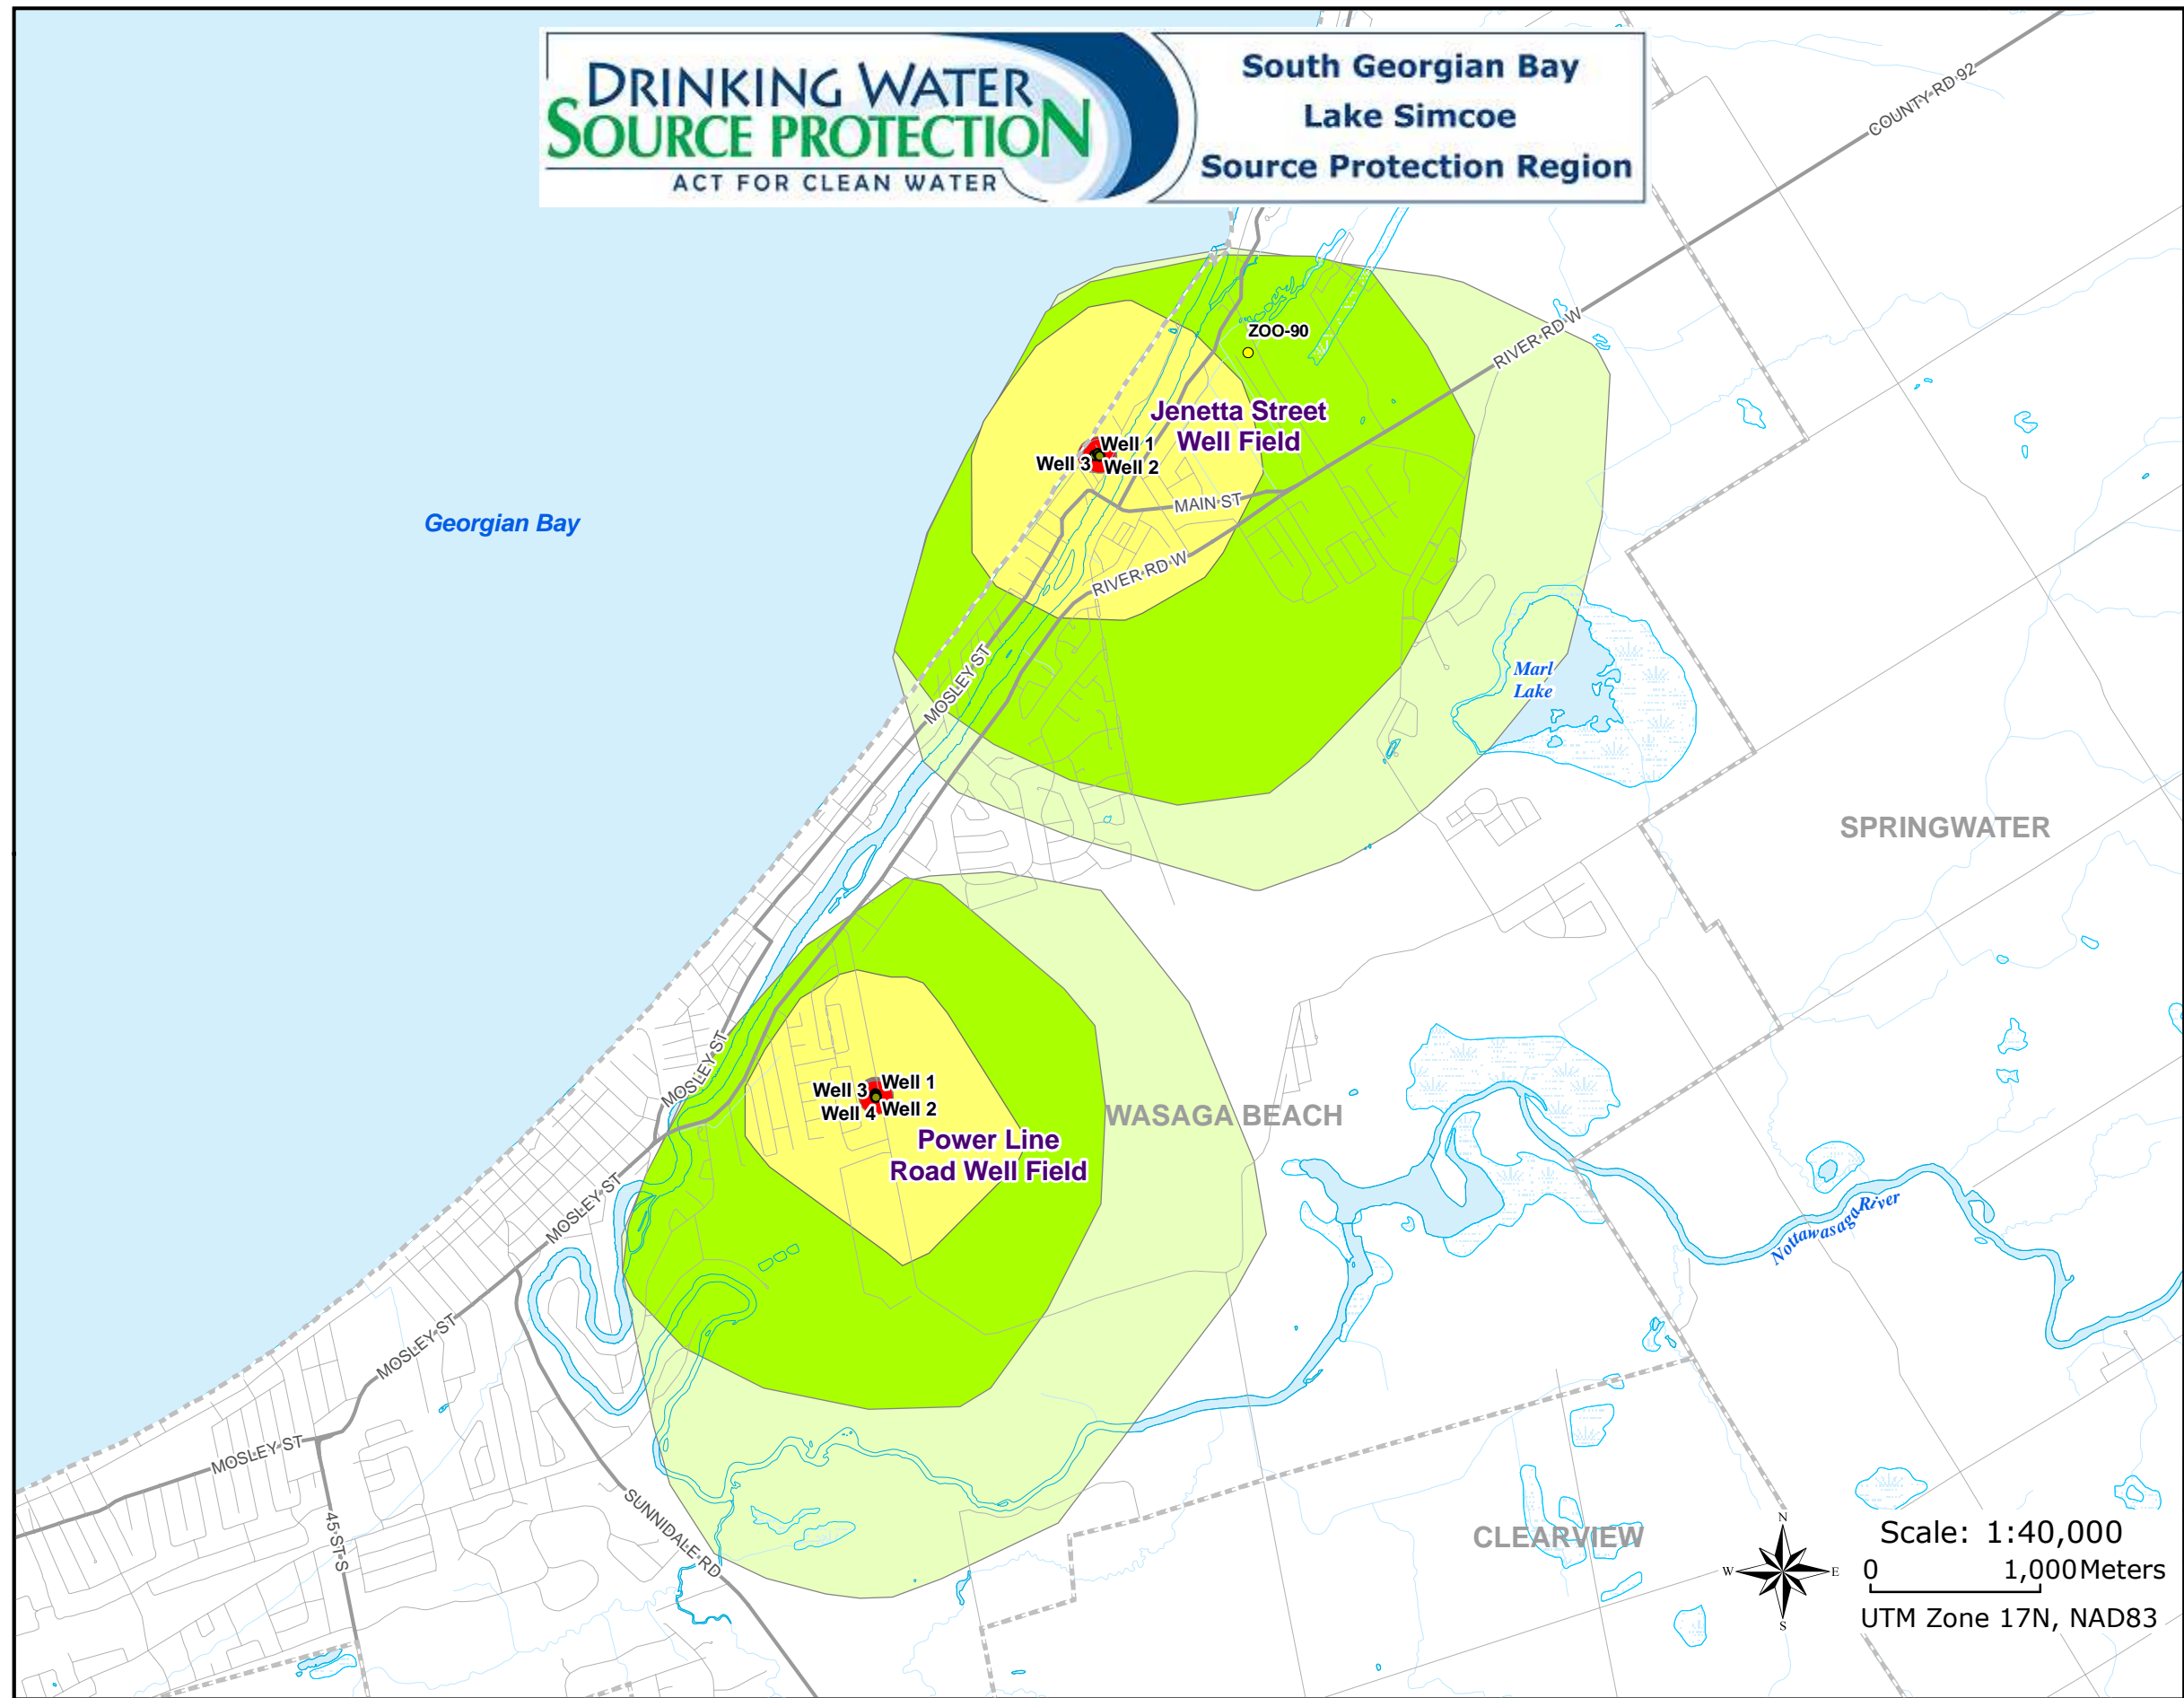 DRINKING WATER
SOURCE PROTECTION
ACT FOR CLEAN WATER
South Georgian Bay
Lake Simcoe
Source Protection Region
COUNTY RD 92
ZOO-90
RIVER RD W
Jenetta Street
Well Field
Well 1
Well 3
Well 2
MAIN ST
Georgian Bay
RIVER RD W
MOSLEY ST
Marl
Lake
SPRINGWATER
MOSLEY ST
Well 1
Well 3
Well 2
Well 4
WASAGA BEACH
Power Line
Road Well Field
MOSLEY ST
Nottawasaga River
MOSLEY ST
MOSLEY ST
45 ST S
SUNNIDALE RD
CLEARVIEW
N
W
E
S
Scale: 1:40,000
0 1,000 Meters
UTM Zone 17N, NAD83